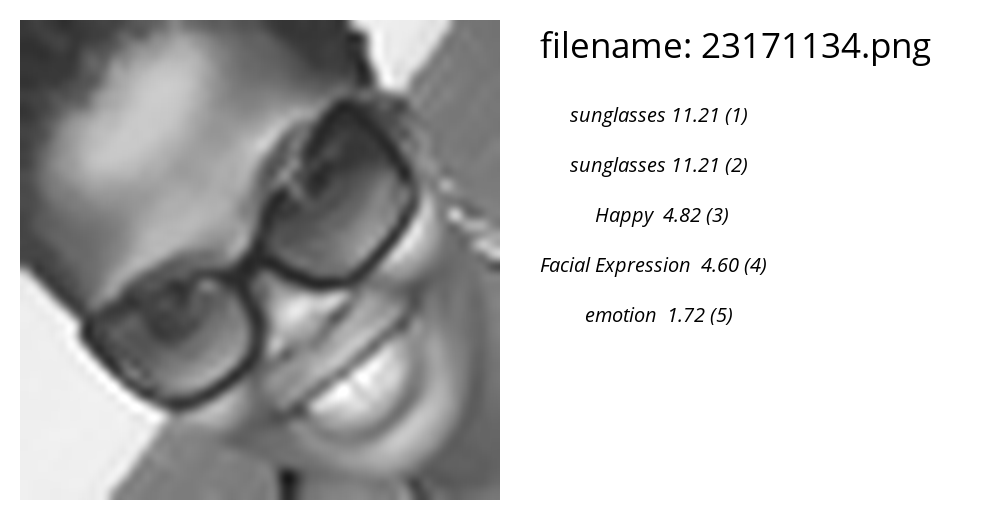 filename: 23171134.png
sunglasses 11.21 (1)
sunglasses 11.21 (2)
Happy 4.82 (3)
Facial Expression 4.60 (4)
emotion 1.72 (5)